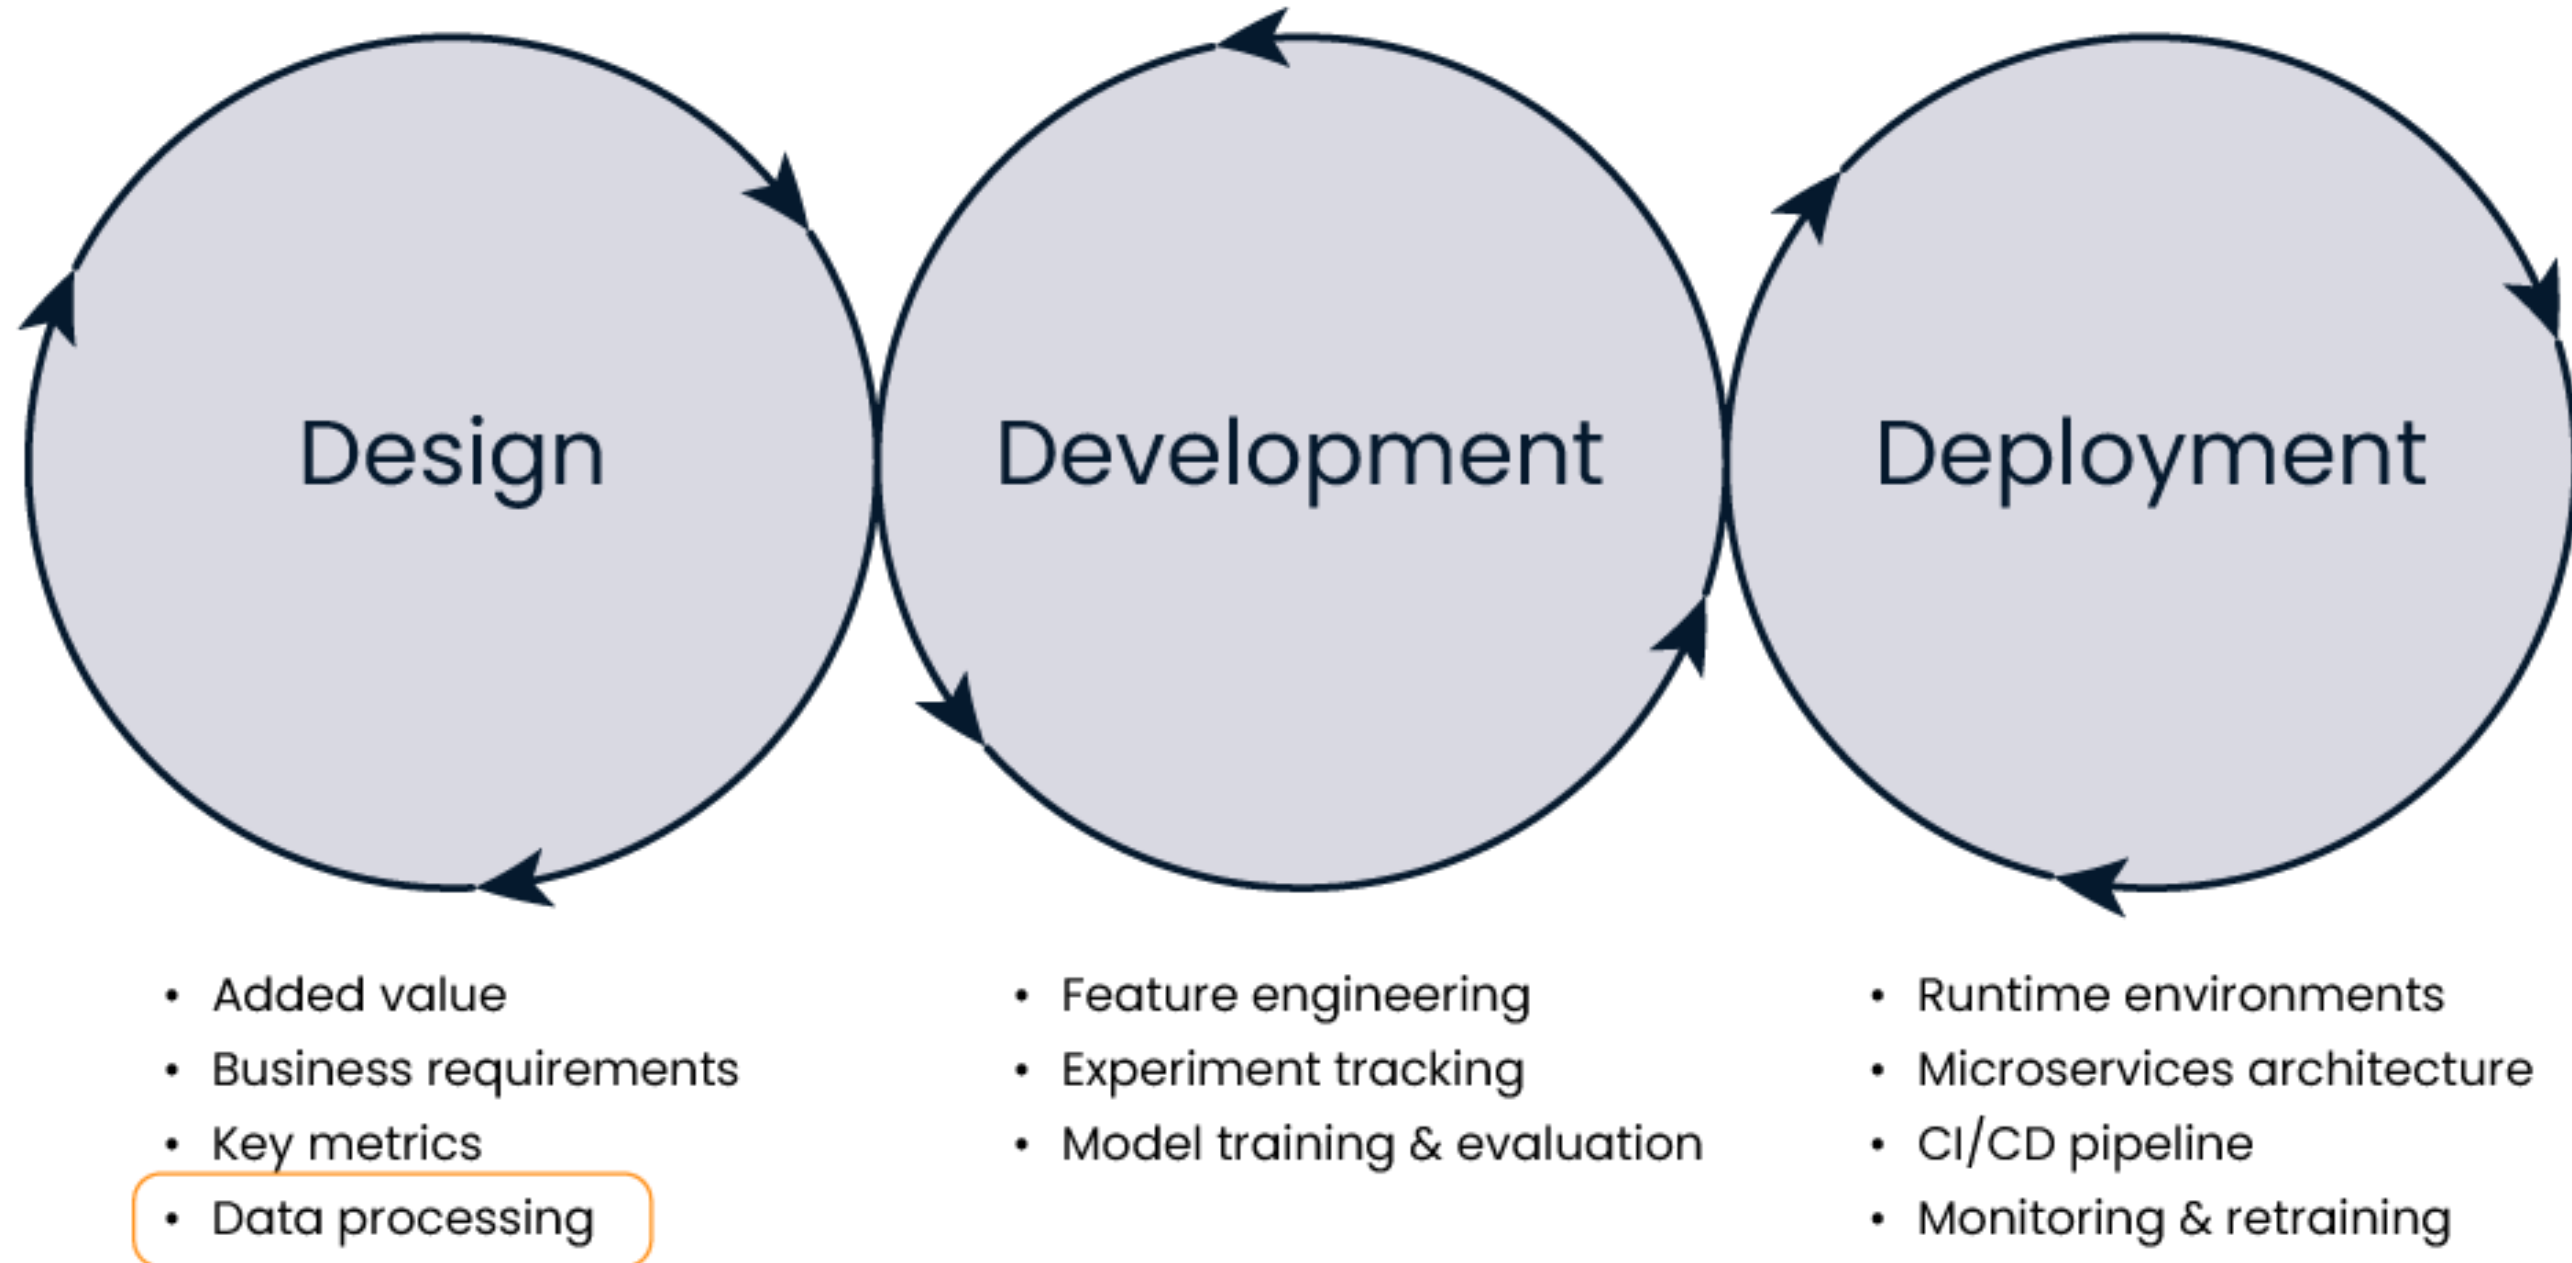 Design
Development
Deployment
• Added value
• Business requirements
• Key metrics
• Data processing
• Feature engineering
• Experiment tracking
• Model training & evaluation
• Runtime environments
• Microservices architecture
• CI/CD pipeline
• Monitoring & retraining